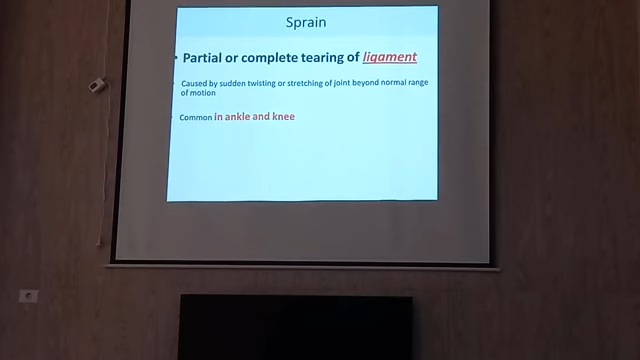 Sprain
• Partial or complete tearing of ligament
Caused by sudden twisting or stretching of joint beyond normal range
of motion
Common in ankle and knee